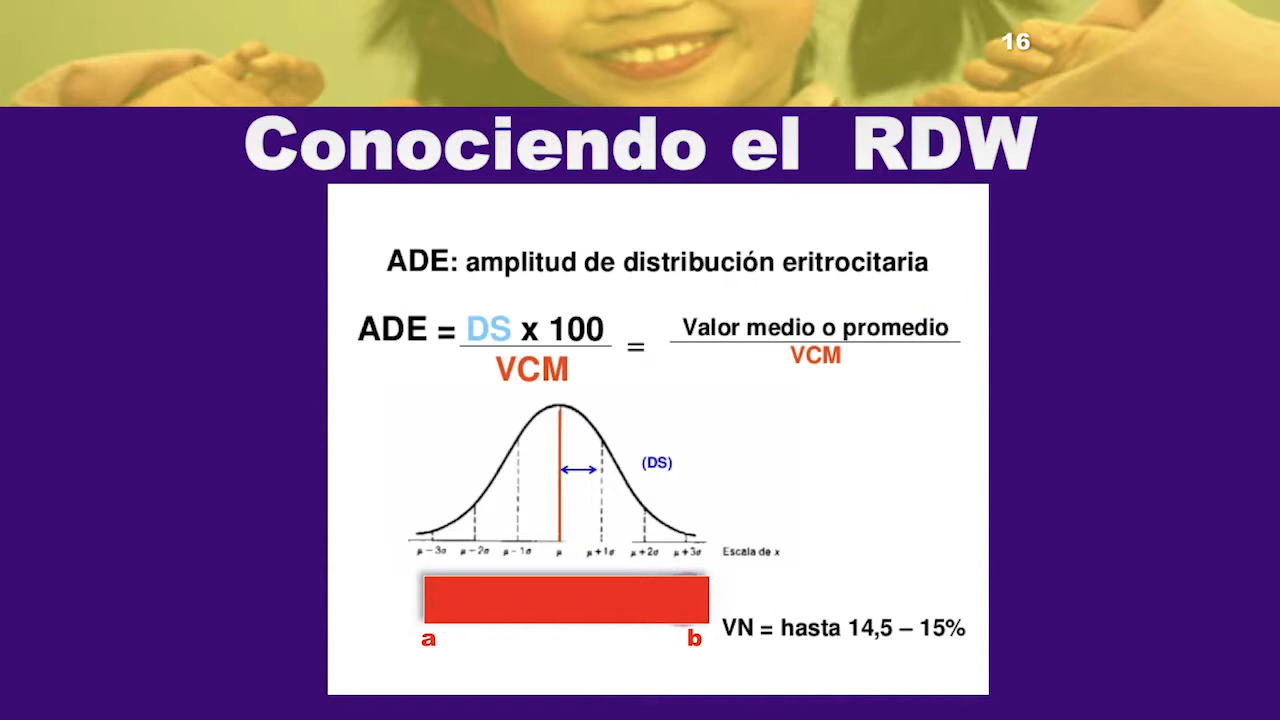 16
Conociendo el RDW
ADE: amplitud de distribución eritrocitaria
ADE = DS x 100
VCM
=
Valor medio o promedio
VCM
(DS)
μ−3σ μ−2σ μ−1σ μ μ+1σ μ+2σ μ+3σ Escala de x
a b
VN = hasta 14,5 – 15%